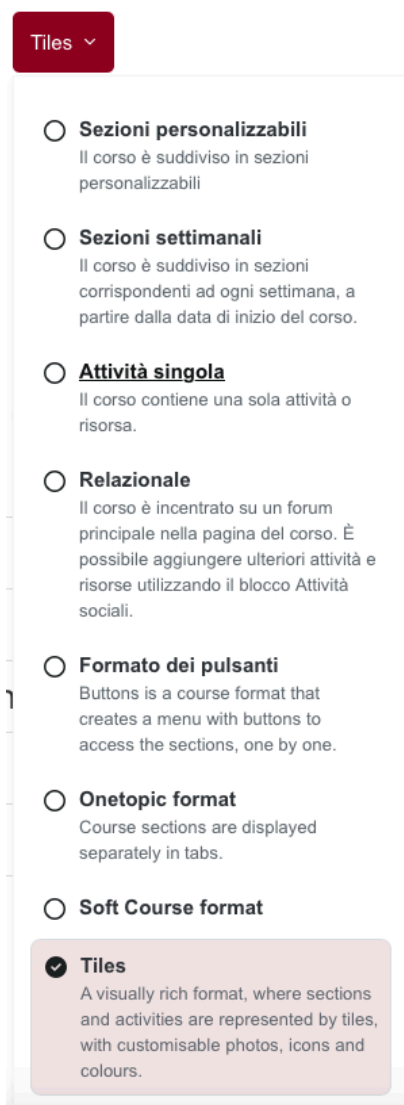 Tiles
Sezioni personalizzabili
Il corso è suddiviso in sezioni
personalizzabili
Sezioni settimanali
Il corso è suddiviso in sezioni
corrispondenti ad ogni settimana, a
partire dalla data di inizio del corso.
Attività singola
Il corso contiene una sola attività o
risorsa.
Relazionale
Il corso è incentrato su un forum
principale nella pagina del corso. È
possibile aggiungere ulteriori attività e
risorse utilizzando il blocco Attività
sociali.
Formato dei pulsanti
Buttons is a course format that
creates a menu with buttons to
access the sections, one by one.
Onetopic format
Course sections are displayed
separately in tabs.
Soft Course format
Tiles
A visually rich format, where sections
and activities are represented by tiles,
with customisable photos, icons and
colours.